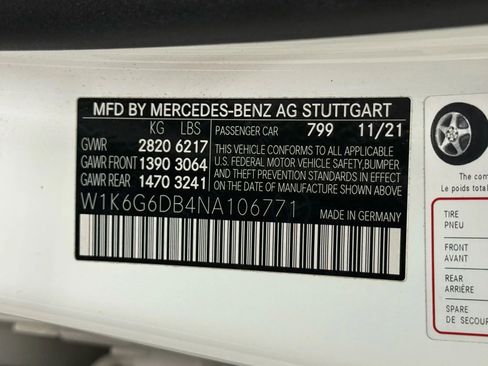 MFD BY MERCEDES-BENZ AG STUTTGART
KG LBS
GVWR 2820 6217
GAWR FRONT 1390 3064
GAWR REAR 1470 3241
PASSENGER CAR 799 11/21
THIS VEHICLE CONFORMS TO ALL APPLICABLE
U.S. FEDERAL MOTOR VEHICLE SAFETY,BUMPER
AND THEFT PREVENTION STANDARDS IN EFFECT
ON THE DATE OF MANUFACTURE SHOWN ABOVE.
W1K6G6DB4NA106771
MADE IN GERMANY
The com
Le poids total
TIRE
PNEU
FRONT
AVANT
REAR
ARRIÈRE
SPARE
DE SECOURS